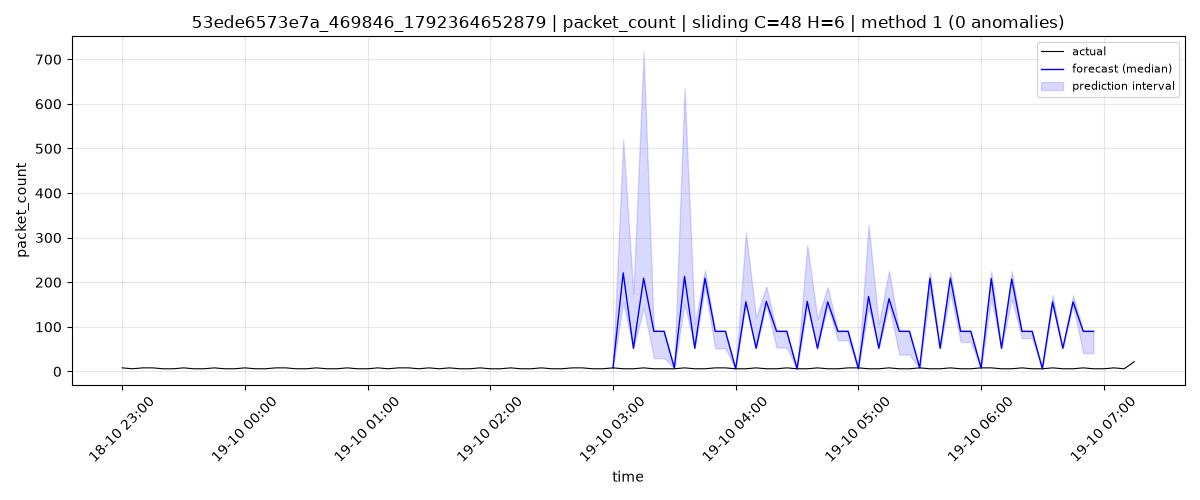 53ede6573e7a_469846_1792364652879 | packet_count | sliding C=48 H=6 | method 1 (0 anomalies)
actual
forecast (median)
prediction interval
packet_count
700
600
500
400
300
200
100
0
18-10 23:00
19-10 00:00
19-10 01:00
19-10 02:00
19-10 03:00
19-10 04:00
19-10 05:00
19-10 06:00
19-10 07:00
time